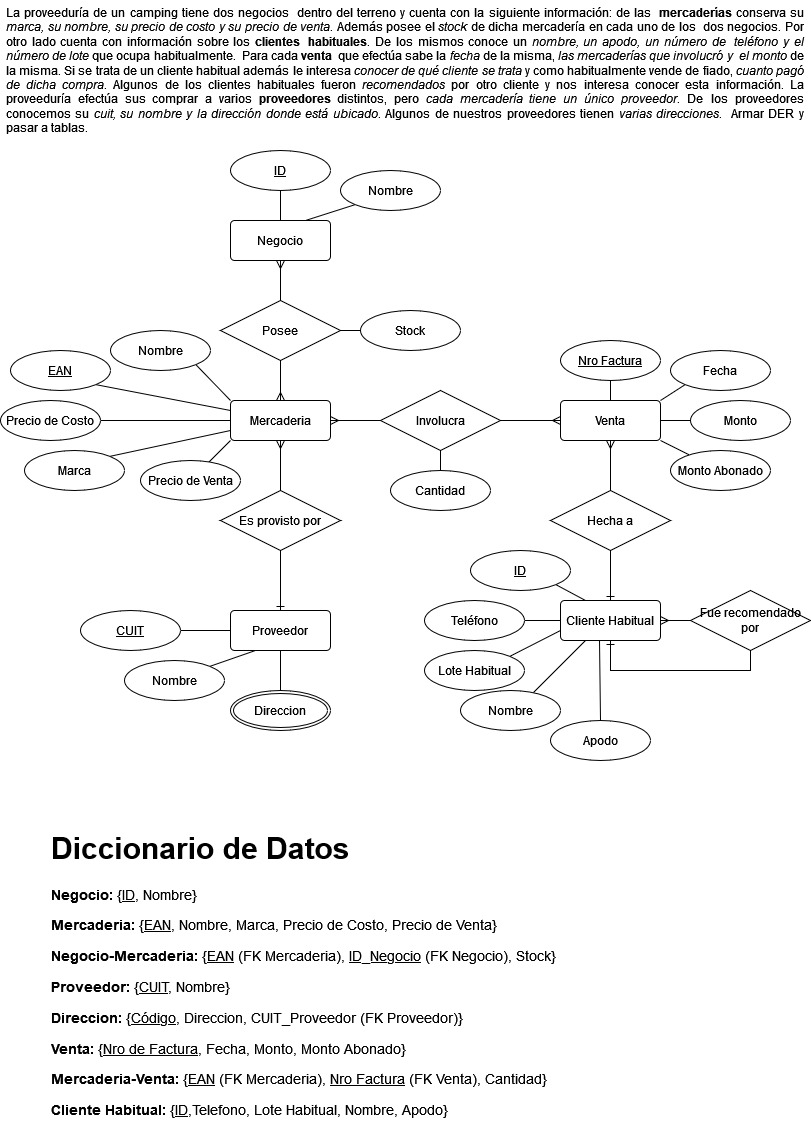 La proveeduría de un camping tiene dos negocios dentro del terreno y cuenta con la siguiente información: de las mercaderías conserva su
marca, su nombre, su precio de costo y su precio de venta. Además posee el stock de dicha mercadería en cada uno de los dos negocios. Por
otro lado cuenta con información sobre los clientes habituales. De los mismos conoce un nombre, un apodo, un número de teléfono y el
número de lote que ocupa habitualmente. Para cada venta que efectúa sabe la fecha de la misma, las mercaderías que involucró y el monto de
la misma. Si se trata de un cliente habitual además le interesa conocer de qué cliente se trata y como habitualmente vende de fiado, cuanto pagó
de dicha compra. Algunos de los clientes habituales fueron recomendados por otro cliente y nos interesa conocer esta información. La
proveeduría efectúa sus comprar a varios proveedores distintos, pero cada mercadería tiene un único proveedor. De los proveedores
conocemos su cuit, su nombre y la dirección donde está ubicado. Algunos de nuestros proveedores tienen varias direcciones. Armar DER y
pasar a tablas.
ID
Nombre
Negocio
Posee
Stock
Nombre
EAN
Precio de Costo
Marca
Precio de Venta
Mercaderia
Involucra
Cantidad
Nro Factura
Fecha
Venta
Monto
Monto Abonado
Es provisto por
Hecha a
CUIT
Proveedor
Nombre
Direccion
ID
Teléfono
Cliente Habitual
Fue recomendado
por
Lote Habitual
Nombre
Apodo
Diccionario de Datos
Negocio: {ID, Nombre}
Mercaderia: {EAN, Nombre, Marca, Precio de Costo, Precio de Venta}
Negocio-Mercaderia: {EAN (FK Mercaderia), ID_Negocio (FK Negocio), Stock}
Proveedor: {CUIT, Nombre}
Direccion: {Código, Direccion, CUIT_Proveedor (FK Proveedor)}
Venta: {Nro de Factura, Fecha, Monto, Monto Abonado}
Mercaderia-Venta: {EAN (FK Mercaderia), Nro Factura (FK Venta), Cantidad}
Cliente Habitual: {ID,Telefono, Lote Habitual, Nombre, Apodo}